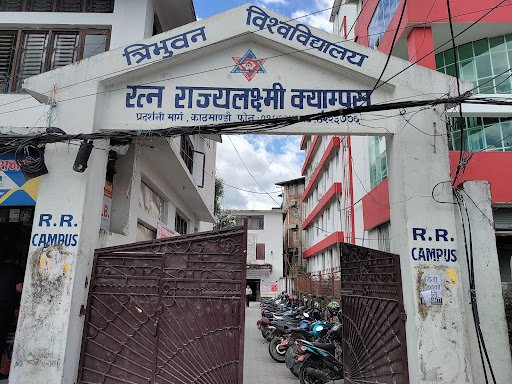 त्रिभुवन विश्वविद्यालय
रत्न राज्यलक्ष्मी क्याम्पस
प्रदर्शनी मार्ग, काठमाण्डौ फोन:
R.R.
CAMPUS
R.R.
CAMPUS